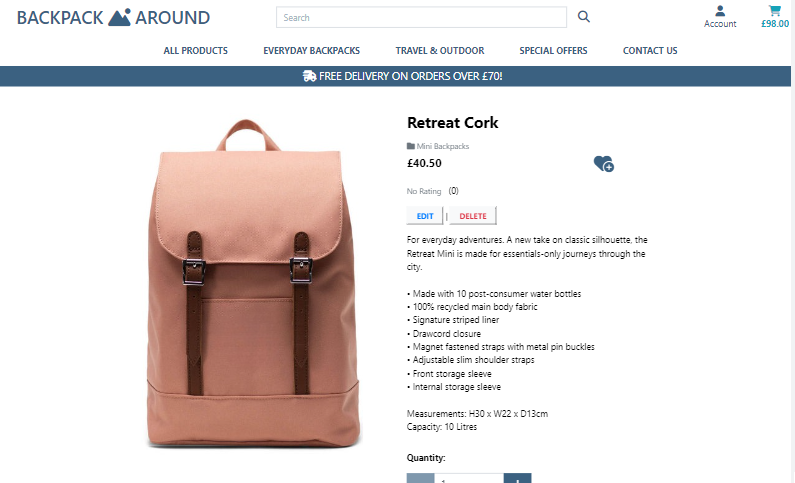 BACKPACK AROUND
Search
Account
£98.00
ALL PRODUCTS
EVERYDAY BACKPACKS
TRAVEL & OUTDOOR
SPECIAL OFFERS
CONTACT US
FREE DELIVERY ON ORDERS OVER £70!
Retreat Cork
Mini Backpacks
£40.50
No Rating (0)
EDIT | DELETE
For everyday adventures. A new take on classic silhouette, the
Retreat Mini is made for essentials-only journeys through the
city.
• Made with 10 post-consumer water bottles
• 100% recycled main body fabric
• Signature striped liner
• Drawcord closure
• Magnet fastened straps with metal pin buckles
• Adjustable slim shoulder straps
• Front storage sleeve
• Internal storage sleeve
Measurements: H30 x W22 x D13cm
Capacity: 10 Litres
Quantity: